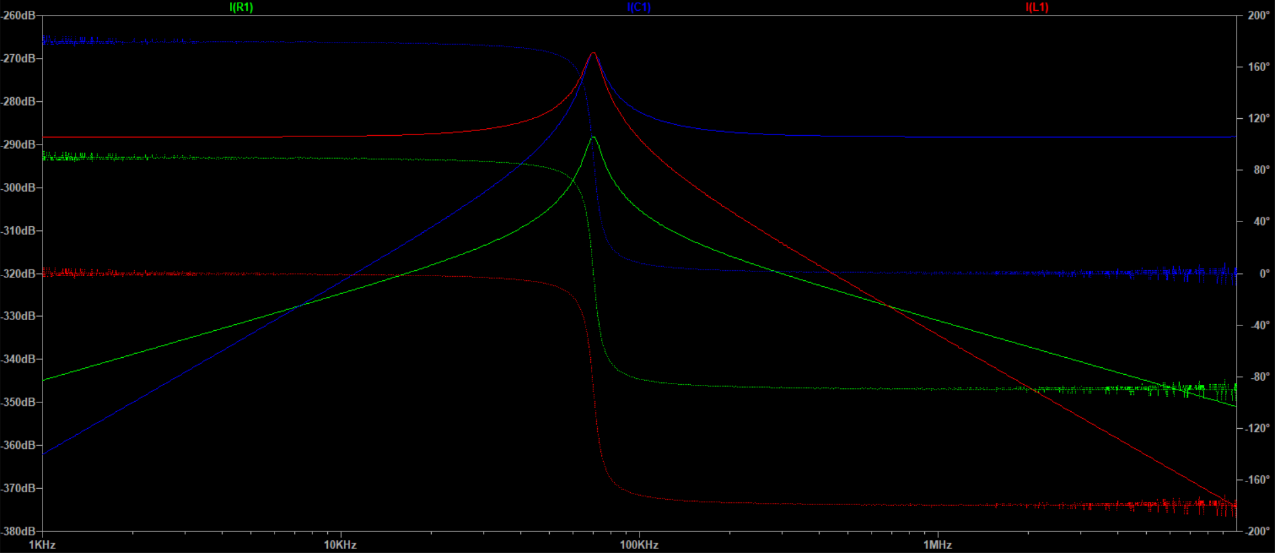 I(R1) I(C1) I(L1)
-260dB 200°
-270dB 160°
-280dB 120°
-290dB 80°
-300dB 40°
-310dB 0°
-320dB -40°
-330dB -80°
-340dB -120°
-350dB -160°
-360dB -200°
-370dB
-380dB
1KHz 10KHz 100KHz 1MHz